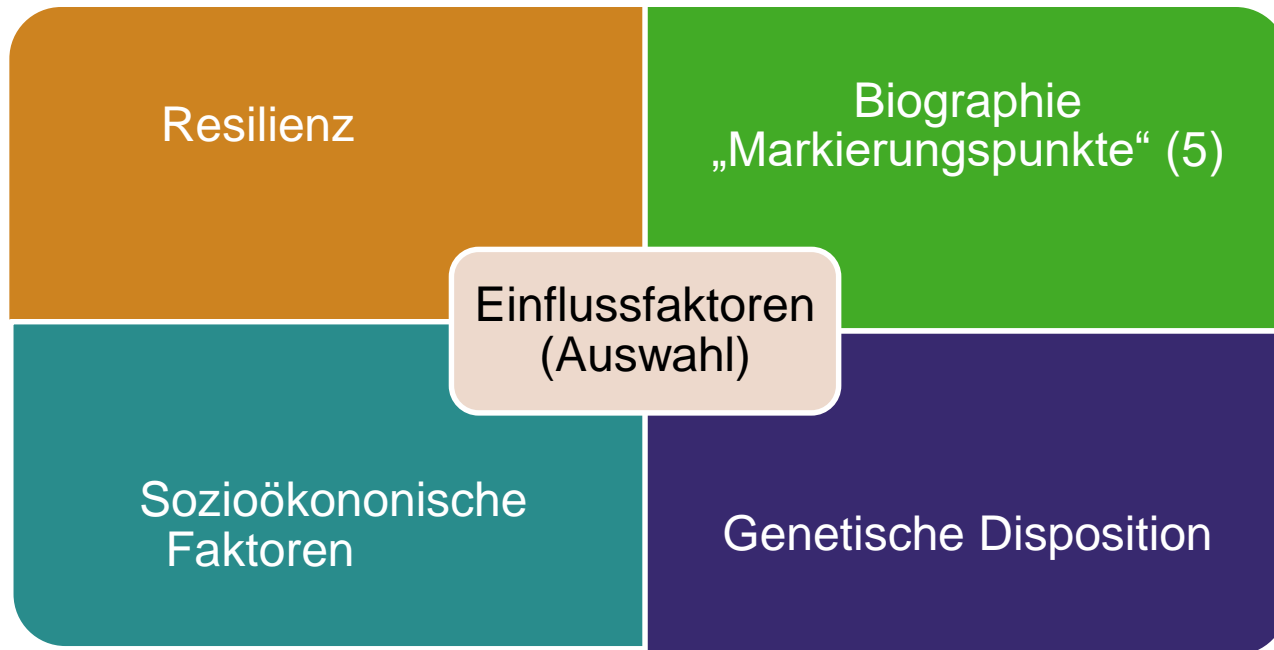 Resilienz
Biographie
„Markierungspunkte“ (5)
Einflussfaktoren
(Auswahl)
Sozioökononische
Faktoren
Genetische Disposition